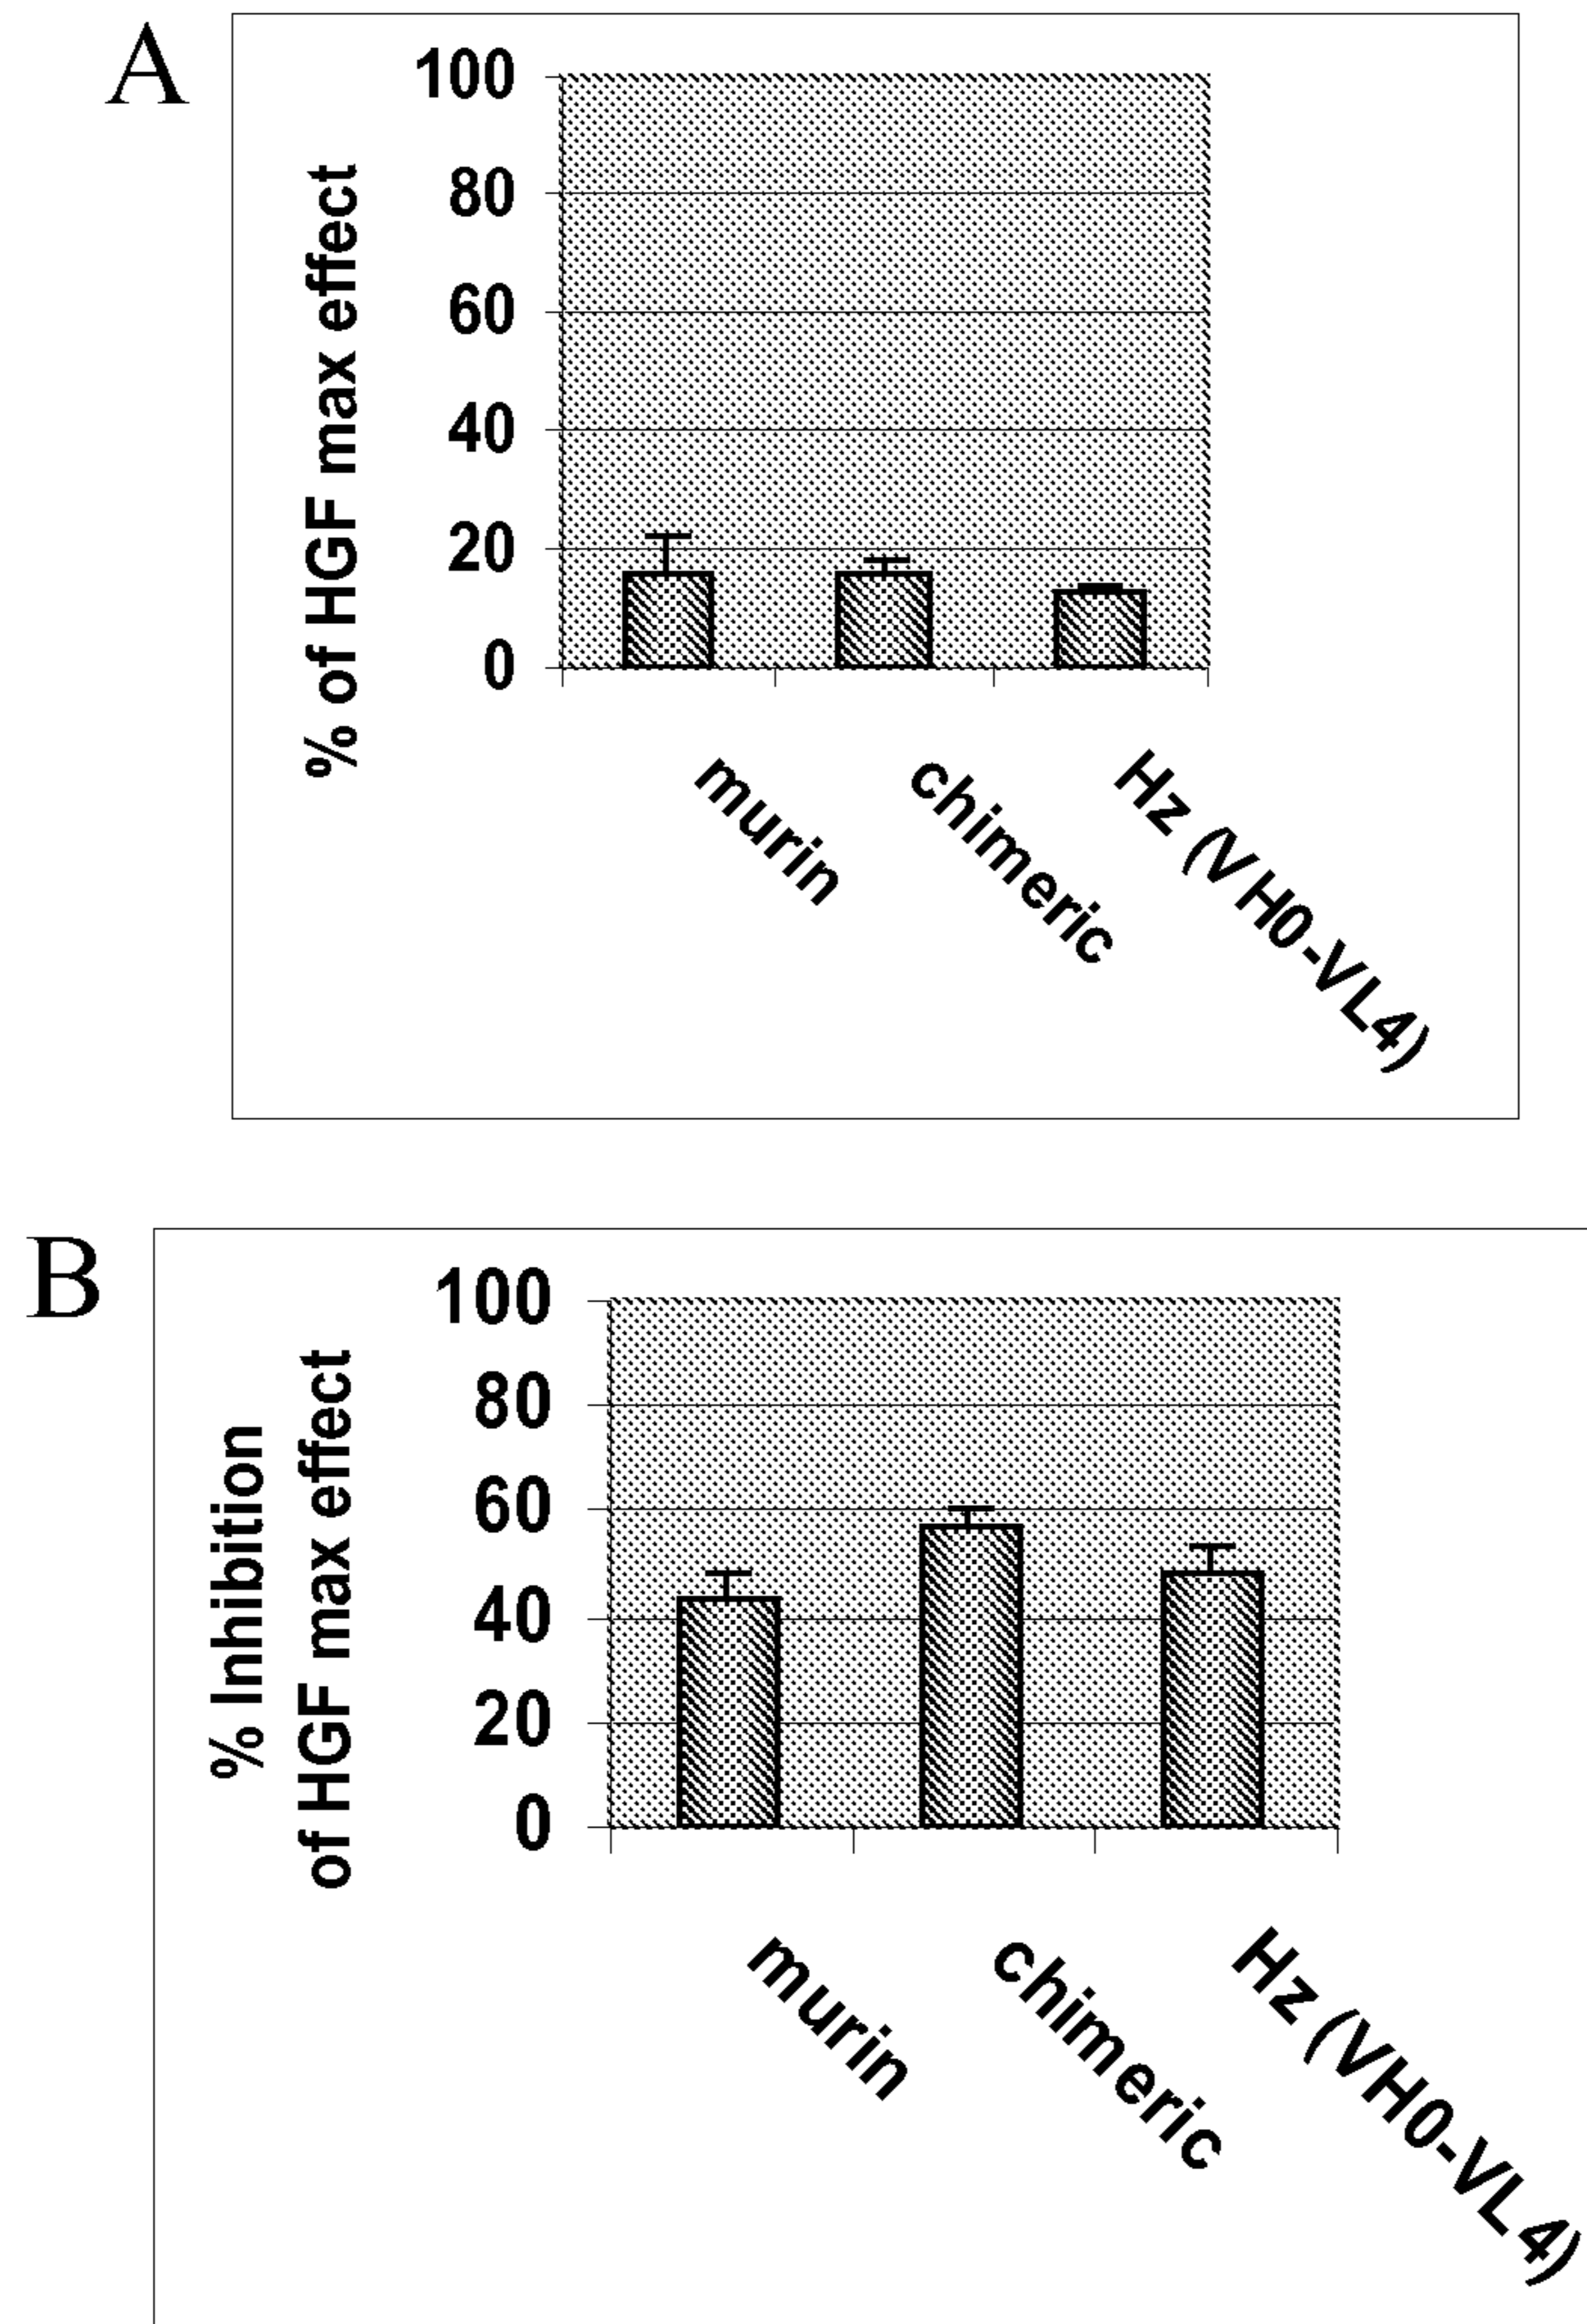 A
% of HGF max effect
100
80
60
40
20
0
murin
chimeric
Hz (VH0-VL4)
B
% Inhibition
of HGF max effect
100
80
60
40
20
0
murin
chimeric
Hz (VH0-VL4)